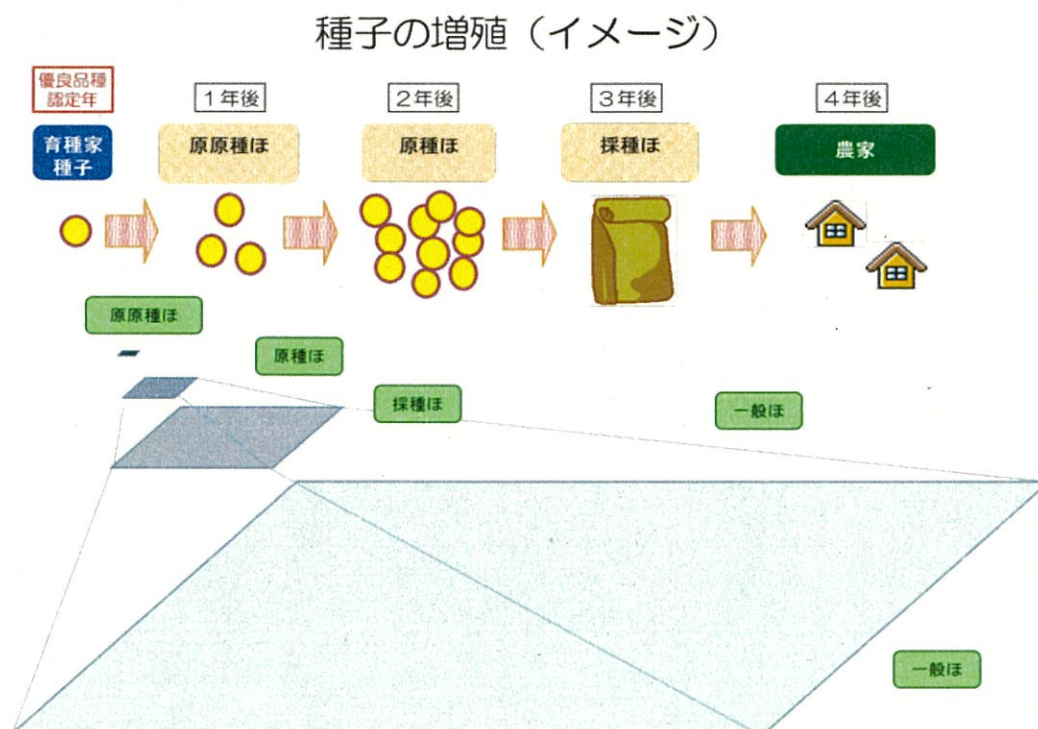 種子の増殖（イメージ）
優良品種
認定年
1年後
2年後
3年後
4年後
育種家
種子
原原種ほ
原種ほ
採種ほ
農家
原原種ほ
原種ほ
採種ほ
一般ほ
一般ほ